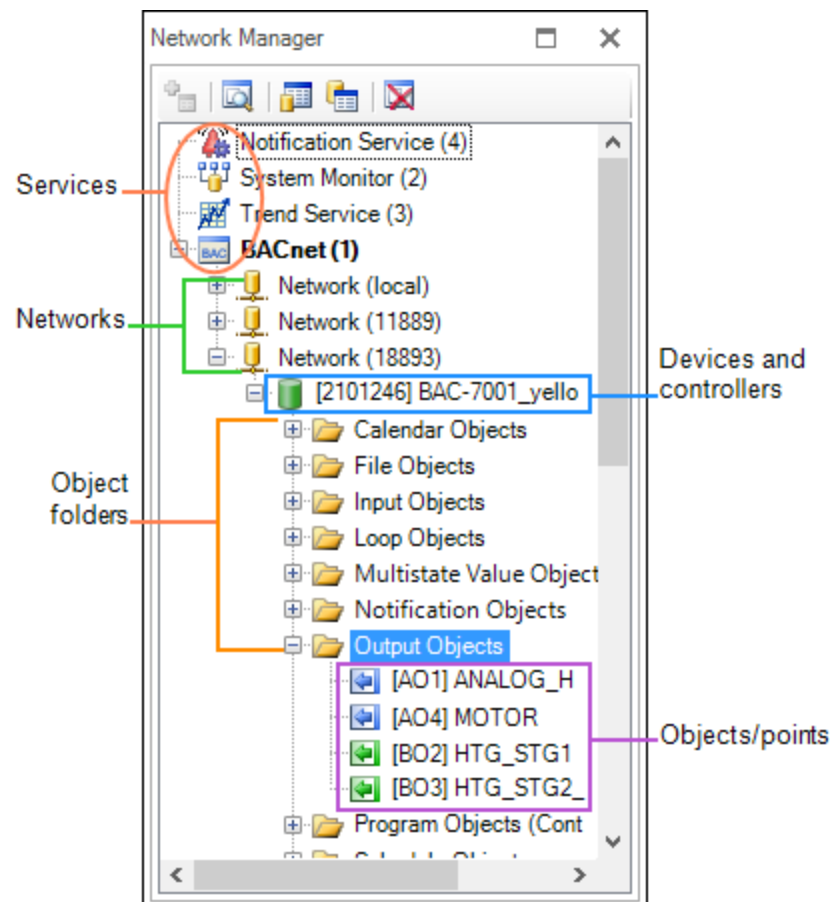 Network Manager
Notification Service (4)
Services
System Monitor (2)
Trend Service (3)
BAC
BACnet (1)
Network (local)
Networks
Network (11889)
Network (18893)
Devices and
controllers
[2101246] BAC-7001_yello
Calendar Objects
File Objects
Object
folders
Input Objects
Loop Objects
Multistate Value Object
Notification Objects
Output Objects
[AO1] ANALOG_H
[AO4] MOTOR
Objects/points
[BO2] HTG_STG1
[BO3] HTG_STG2_
Program Objects (Cont